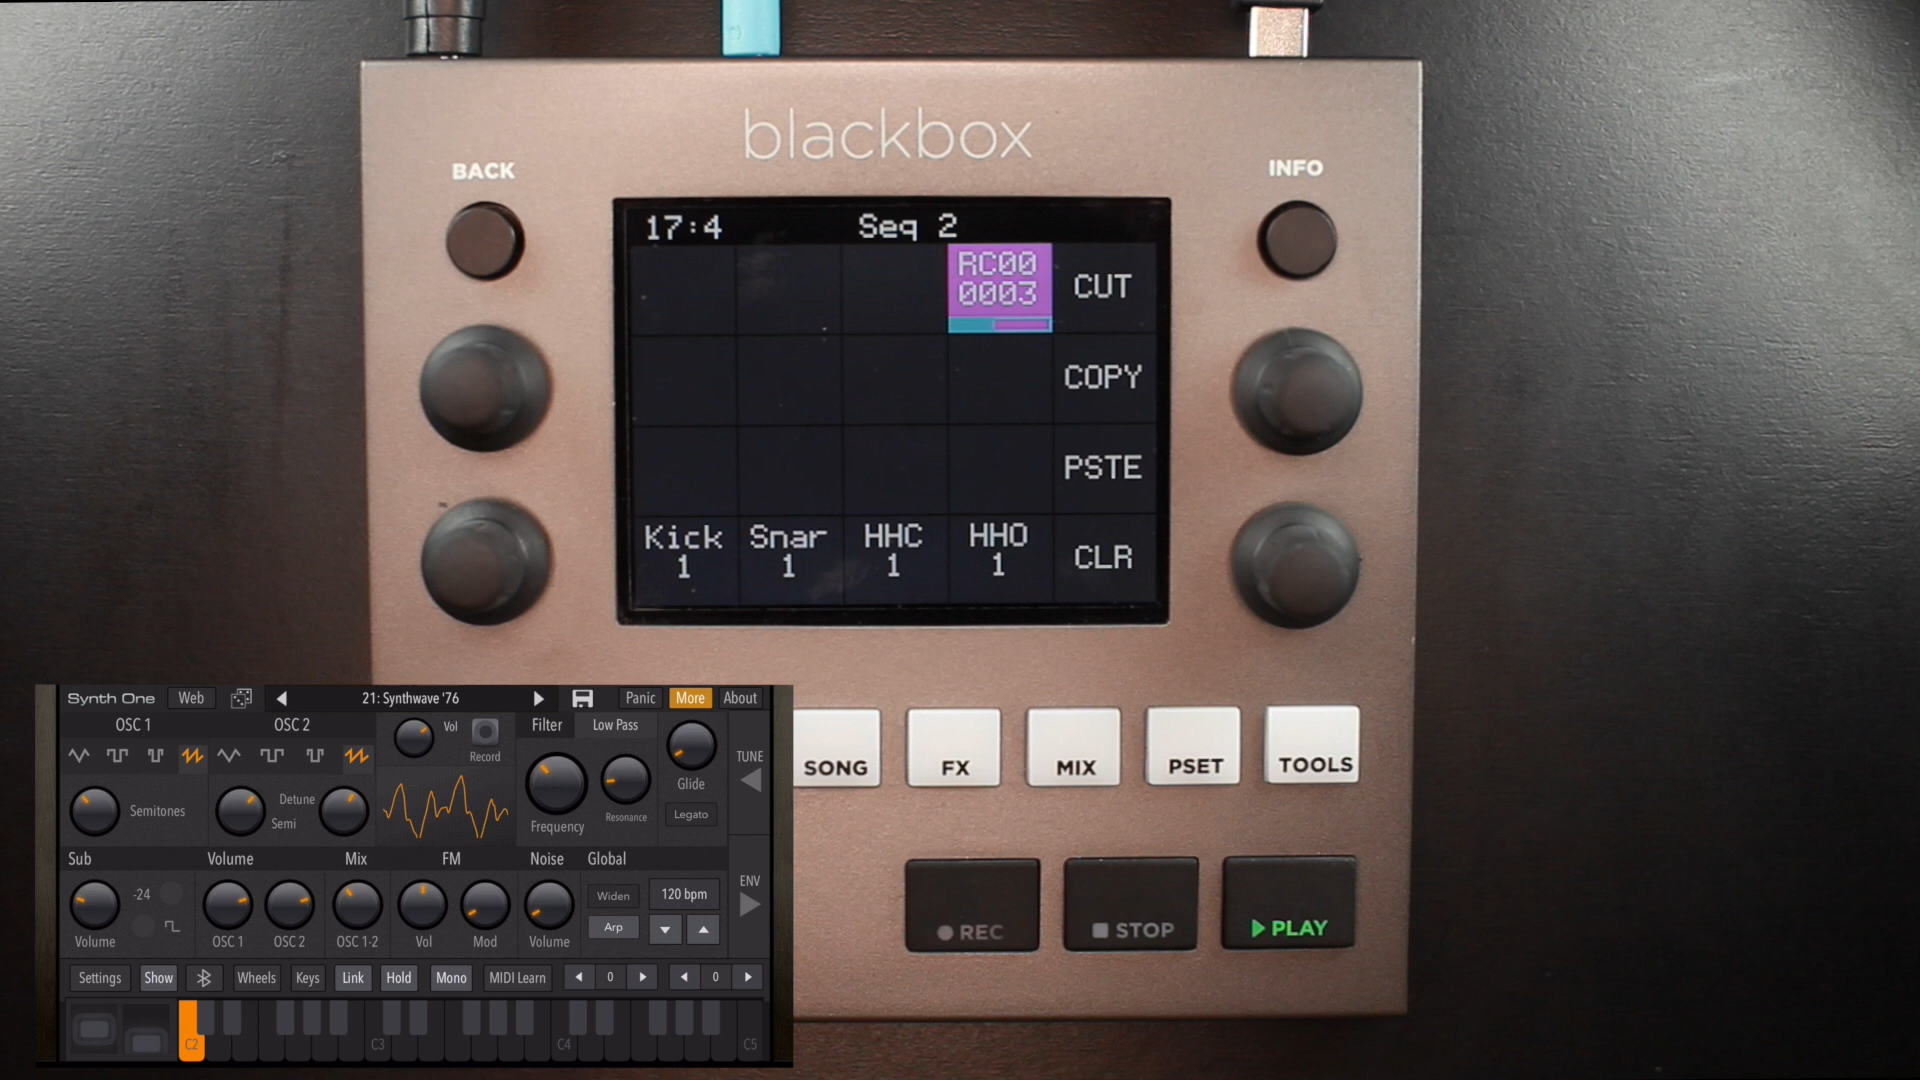 blackbox
BACK
INFO
17:4 Seq 2
RC00
0003
CUT
COPY
PSTE
Kick
1
Snar
1
HHC
1
HHO
1
CLR
SONG
FX
MIX
PSET
TOOLS
REC
STOP
PLAY
Synth One Web 21: Synthwave '76 Panic More About
OSC 1 OSC 2 Vol Filter Low Pass
Record
TUNE
Semitones Detune Semi Frequency Resonance Glide
Legato
Sub Volume Mix FM Noise Global
-24 Widen 120 bpm ENV
Arp
Volume OSC 1 OSC 2 OSC 1-2 Vol Mod Volume
Settings Show Wheels Keys Link Hold Mono MIDI Learn 0 0
C2 C3 C4 C5